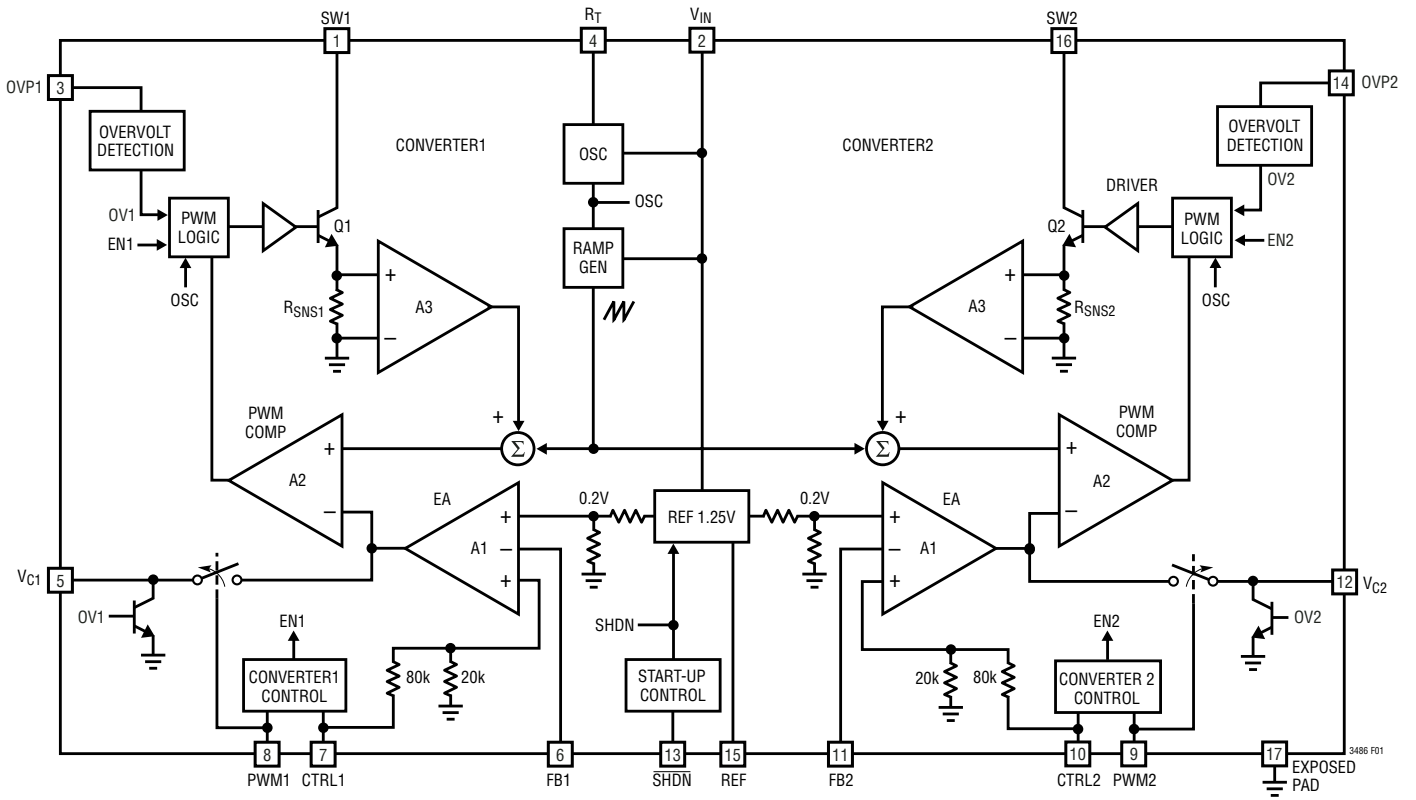 SW1
RT
VIN
SW2
1
4
2
16
OVP1
3
14
OVP2
OVERVOLT
DETECTION
CONVERTER1
OSC
CONVERTER2
OVERVOLT
DETECTION
OSC
DRIVER
OV2
OV1
EN1
PWM
LOGIC
Q1
RAMP
GEN
Q2
PWM
LOGIC
EN2
OSC
OSC
RSNS1
+
A3
–
+
A3
–
RSNS2
PWM
COMP
+
Σ
+
Σ
PWM
COMP
A2
+
–
+
–
A2
EA
0.2V
REF 1.25V
0.2V
EA
A1
+
–
+
+
–
+
A1
VC1
5
12
VC2
OV1
OV2
EN1
SHDN
EN2
CONVERTER1
CONTROL
80k
20k
START-UP
CONTROL
20k
80k
CONVERTER 2
CONTROL
8
7
6
13
15
11
10
9
17
3486 F01
PWM1
CTRL1
FB1
SHDN
REF
FB2
CTRL2
PWM2
EXPOSED
PAD